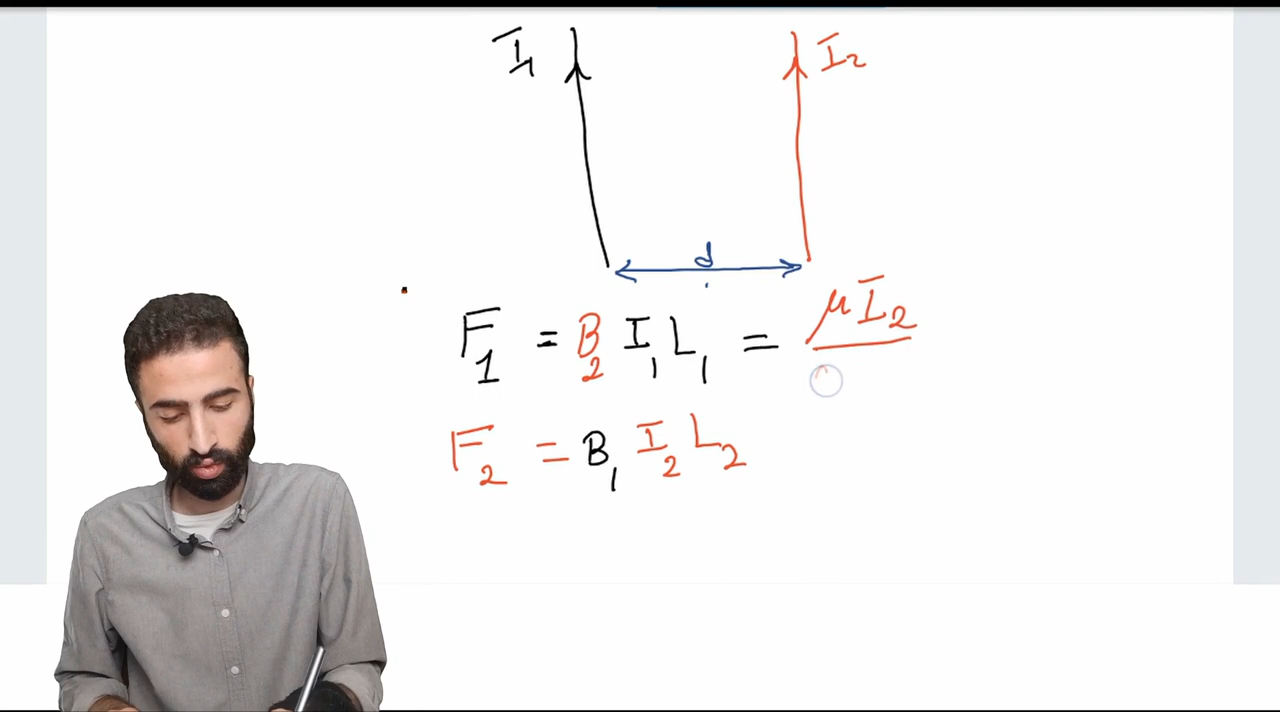 I₁ I₂
d
F₁ = B₂ I₁ L₁ = μI₂
F₂ = B₁ I₂ L₂